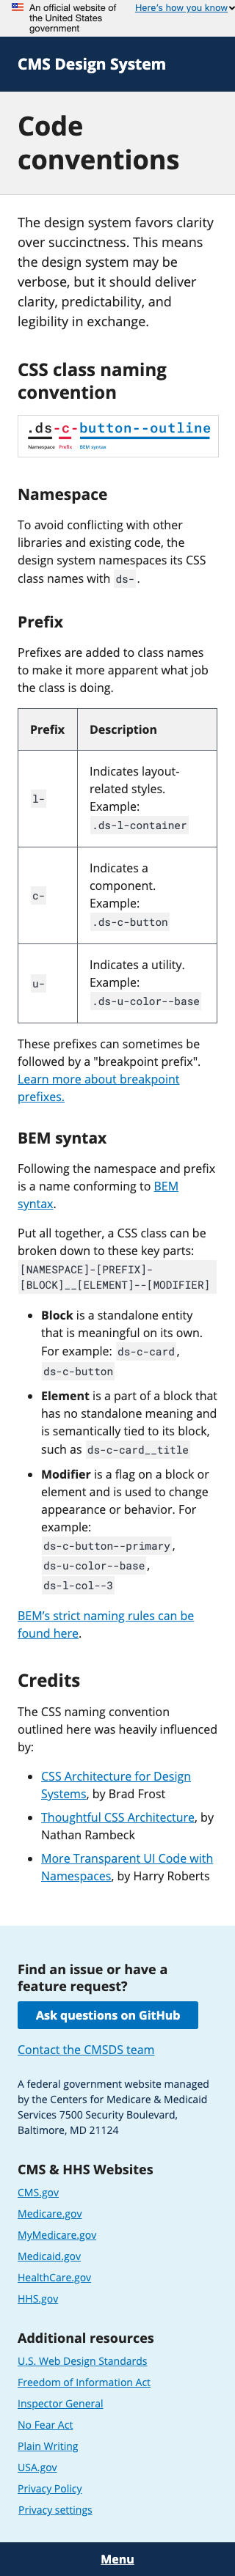 An official website of
the United States
government
Here's how you know
CMS Design System
Code
conventions
The design system favors clarity
over succinctness. This means
the design system may be
verbose, but it should deliver
clarity, predictability, and
legibility in exchange.
CSS class naming
convention
.ds-c-button--outline
Namespace Prefix BEM syntax
Namespace
To avoid conflicting with other
libraries and existing code, the
design system namespaces its CSS
class names with ds-.
Prefix
Prefixes are added to class names
to make it more apparent what job
the class is doing.
Prefix Description
l- Indicates layout-
related styles.
Example:
.ds-l-container
c- Indicates a
component.
Example:
.ds-c-button
u- Indicates a utility.
Example:
.ds-u-color--base
These prefixes can sometimes be
followed by a "breakpoint prefix".
Learn more about breakpoint
prefixes.
BEM syntax
Following the namespace and prefix
is a name conforming to BEM
syntax.
Put all together, a CSS class can be
broken down to these key parts:
[NAMESPACE]-[PREFIX]-
[BLOCK]__[ELEMENT]--[MODIFIER]
• Block is a standalone entity
that is meaningful on its own.
For example: ds-c-card,
ds-c-button
• Element is a part of a block that
has no standalone meaning and
is semantically tied to its block,
such as ds-c-card__title
• Modifier is a flag on a block or
element and is used to change
appearance or behavior. For
example:
ds-c-button--primary,
ds-u-color--base,
ds-l-col--3
BEM's strict naming rules can be
found here.
Credits
The CSS naming convention
outlined here was heavily influenced
by:
• CSS Architecture for Design
Systems, by Brad Frost
• Thoughtful CSS Architecture, by
Nathan Rambeck
• More Transparent UI Code with
Namespaces, by Harry Roberts
Find an issue or have a
feature request?
Ask questions on GitHub
Contact the CMSDS team
A federal government website managed
by the Centers for Medicare & Medicaid
Services 7500 Security Boulevard,
Baltimore, MD 21124
CMS & HHS Websites
CMS.gov
Medicare.gov
MyMedicare.gov
Medicaid.gov
HealthCare.gov
HHS.gov
Additional resources
U.S. Web Design Standards
Freedom of Information Act
Inspector General
No Fear Act
Plain Writing
USA.gov
Privacy Policy
Privacy settings
Menu